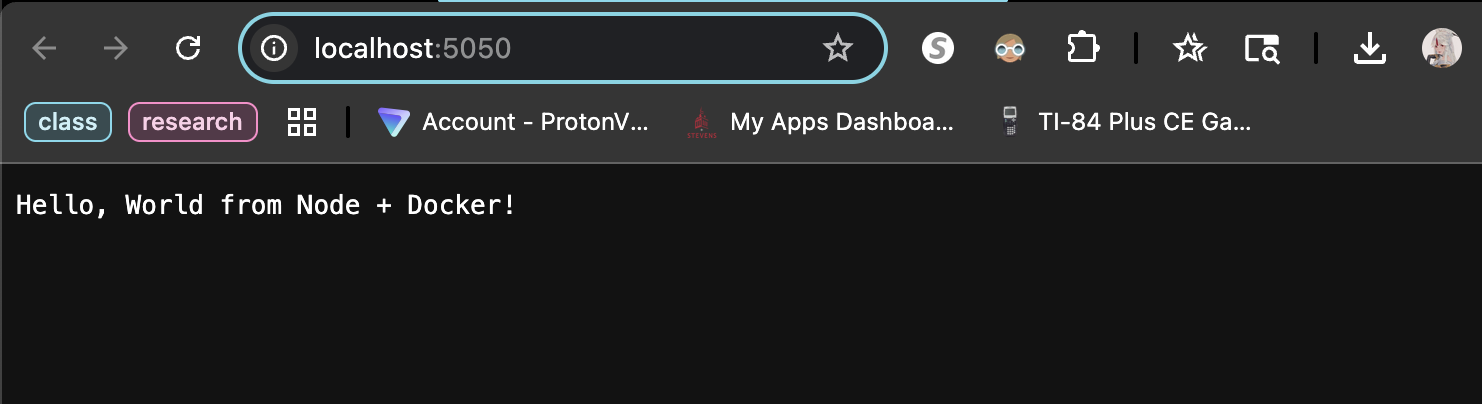 localhost:5050
class research Account - ProtonV... My Apps Dashboa... TI-84 Plus CE Ga...
Hello, World from Node + Docker!